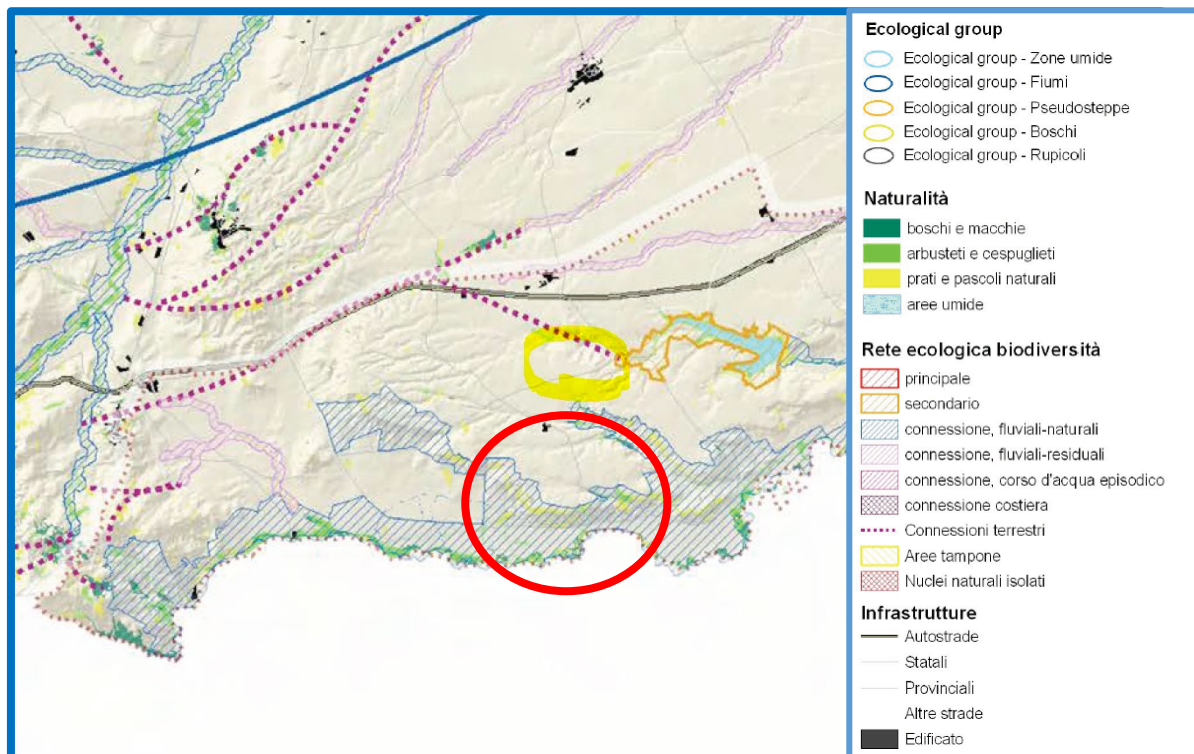 Ecological group
Ecological group - Zone umide
Ecological group - Fiumi
Ecological group - Pseudosteppe
Ecological group - Boschi
Ecological group - Rupicoli
Naturalità
boschi e macchie
arbusteti e cespuglieti
prati e pascoli naturali
aree umide
Rete ecologica biodiversità
principale
secondario
connessione, fluviali-naturali
connessione, fluviali-residuali
connessione, corso d'acqua episodico
connessione costiera
Connessioni terrestri
Aree tampone
Nuclei naturali isolati
Infrastrutture
Autostrade
Statali
Provinciali
Altre strade
Edificato